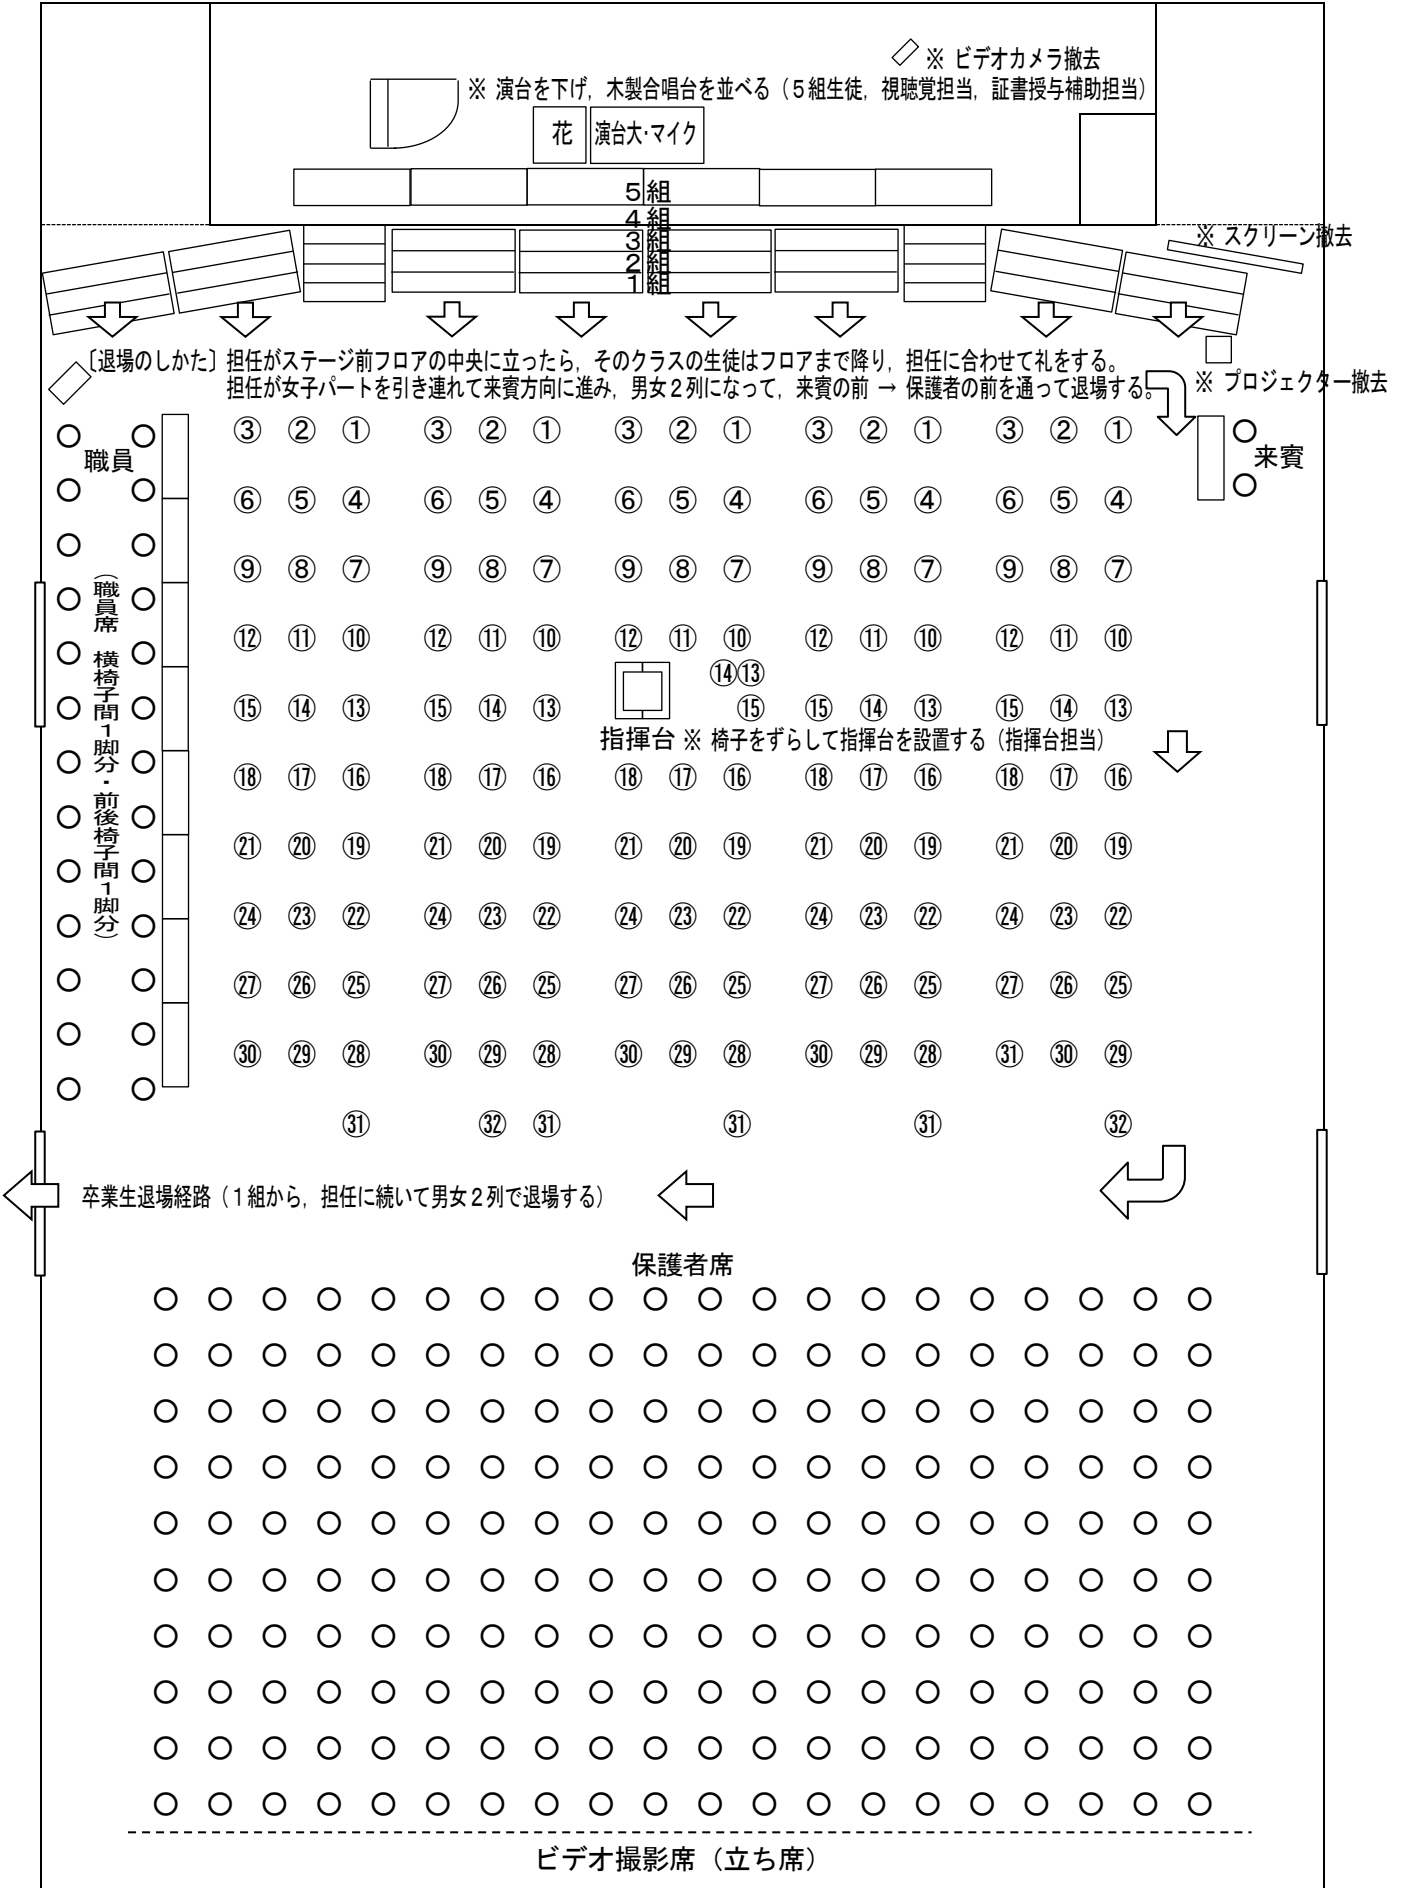 ※ ビデオカメラ撤去
※ 演台を下げ，木製合唱台を並べる（５組生徒，視聴覚担当，証書授与補助担当）
花 演台大･マイク
５組
４組
３組
２組
１組
※ スクリーン撤去
〔退場のしかた〕担任がステージ前フロアの中央に立ったら，そのクラスの生徒はフロアまで降り，担任に合わせて礼をする。
担任が女子パートを引き連れて来賓方向に進み，男女２列になって，来賓の前 → 保護者の前を通って退場する。
※ プロジェクター撤去
職員
来賓
（職員席 横椅子間１脚分・前後椅子間１脚分）
③ ② ① ③ ② ① ③ ② ① ③ ② ① ③ ② ①
⑥ ⑤ ④ ⑥ ⑤ ④ ⑥ ⑤ ④ ⑥ ⑤ ④ ⑥ ⑤ ④
⑨ ⑧ ⑦ ⑨ ⑧ ⑦ ⑨ ⑧ ⑦ ⑨ ⑧ ⑦ ⑨ ⑧ ⑦
⑫ ⑪ ⑩ ⑫ ⑪ ⑩ ⑫ ⑪ ⑩ ⑫ ⑪ ⑩ ⑫ ⑪ ⑩
⑭⑬
⑮ ⑭ ⑬ ⑮ ⑭ ⑬ ⑮ ⑮ ⑭ ⑬ ⑮ ⑭ ⑬
指揮台 ※ 椅子をずらして指揮台を設置する（指揮台担当）
⑱ ⑰ ⑯ ⑱ ⑰ ⑯ ⑱ ⑰ ⑯ ⑱ ⑰ ⑯ ⑱ ⑰ ⑯
㉑ ⑳ ⑲ ㉑ ⑳ ⑲ ㉑ ⑳ ⑲ ㉑ ⑳ ⑲ ㉑ ⑳ ⑲
㉔ ㉓ ㉒ ㉔ ㉓ ㉒ ㉔ ㉓ ㉒ ㉔ ㉓ ㉒ ㉔ ㉓ ㉒
㉗ ㉖ ㉕ ㉗ ㉖ ㉕ ㉗ ㉖ ㉕ ㉗ ㉖ ㉕ ㉗ ㉖ ㉕
㉚ ㉙ ㉘ ㉚ ㉙ ㉘ ㉚ ㉙ ㉘ ㉚ ㉙ ㉘ ㉛ ㉚ ㉙
㉛ ㉜ ㉛ ㉛ ㉛ ㉜
卒業生退場経路（１組から，担任に続いて男女２列で退場する）
保護者席
ビデオ撮影席（立ち席）